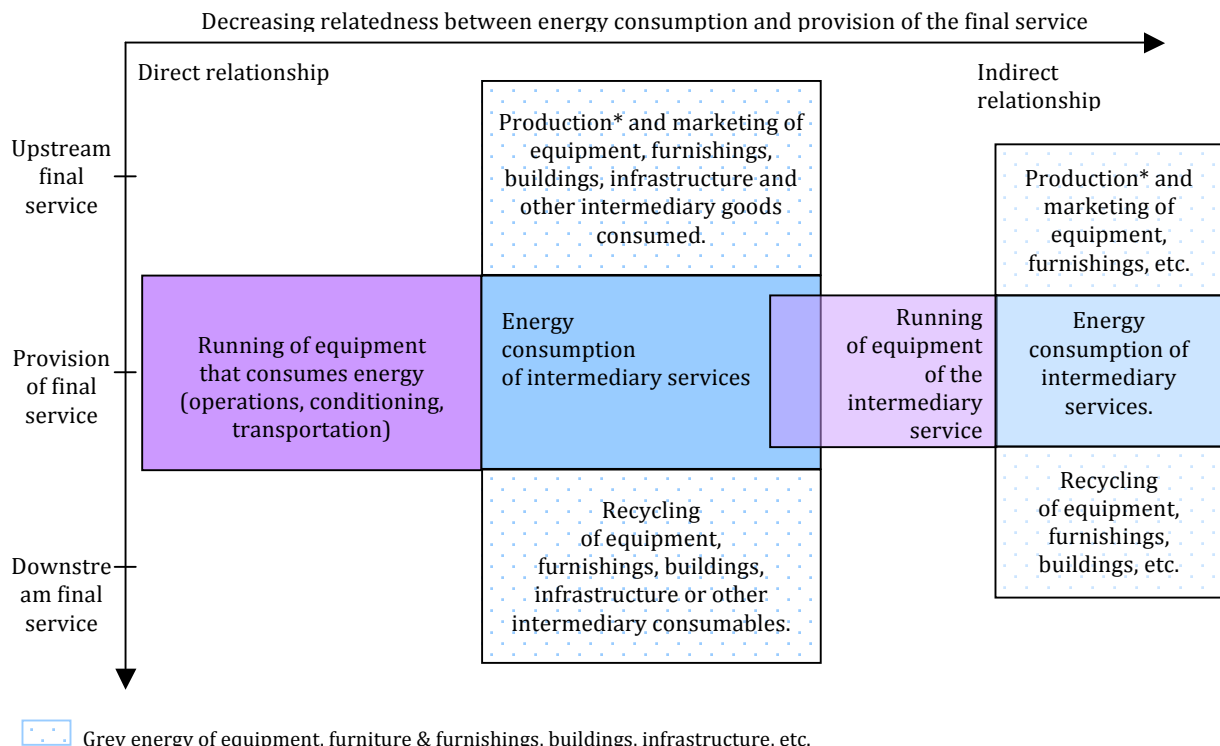 Decreasing relatedness between energy consumption and provision of the final service
Direct relationship
Indirect
relationship
Upstream
final
service
Production* and marketing of
equipment, furnishings,
buildings, infrastructure and
other intermediary goods
consumed.
Production* and
marketing of
equipment,
furnishings, etc.
Provision
of final
service
Running of equipment
that consumes energy
(operations, conditioning,
transportation)
Energy
consumption
of intermediary services
Running
of equipment
of the
intermediary
service
Energy
consumption of
intermediary
services.
Downstre
am final
service
Recycling
of equipment,
furnishings, buildings,
infrastructure or other
intermediary consumables.
Recycling
of equipment,
furnishings,
buildings, etc.
Grey energy of equipment, furniture & furnishings, buildings, infrastructure, etc.